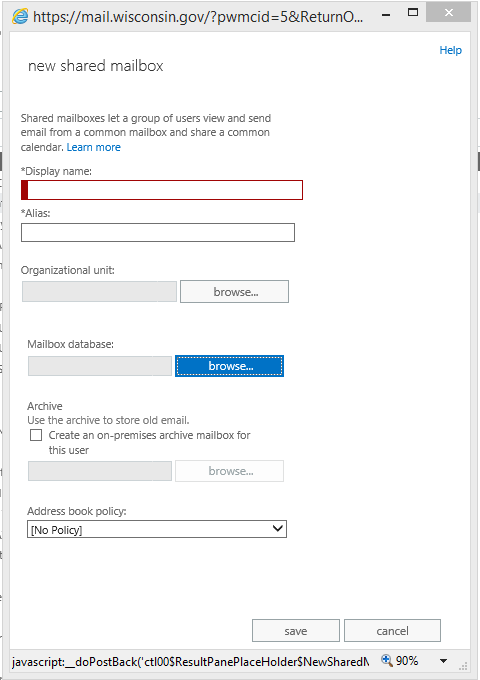 https://mail.wisconsin.gov/?pwmcid=5&ReturnO...
Help
new shared mailbox
Shared mailboxes let a group of users view and send
email from a common mailbox and share a common
calendar. Learn more
*Display name:
*Alias:
Organizational unit:
browse...
Mailbox database:
browse...
Archive
Use the archive to store old email.
Create an on-premises archive mailbox for
this user
browse...
Address book policy:
[No Policy]
save
cancel
javascript:__doPostBack('ctl00$ResultPanePlaceHolder$NewSharedM
90%